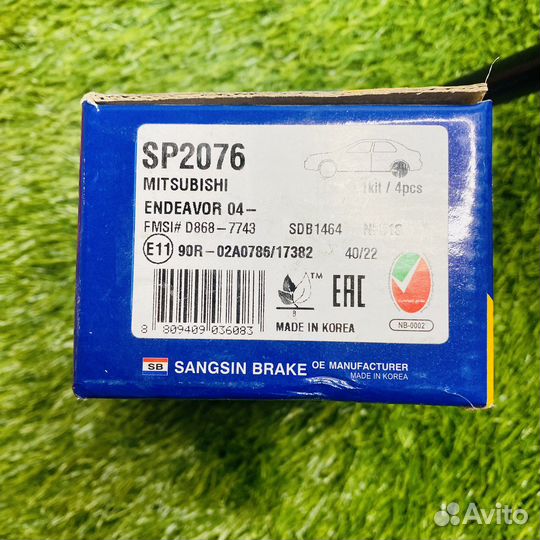 SP2076
MITSUBISHI
1kit / 4pcs
ENDEAVOR 04-
FMSI# D868-7743 SDB1464
E11 90R-02A0786/17382 40/22
TM
B
EAC
8 809409 036083
MADE IN KOREA
NB-0002
SB SANGSIN BRAKE OE MANUFACTURER
MADE IN KOREA
Avito